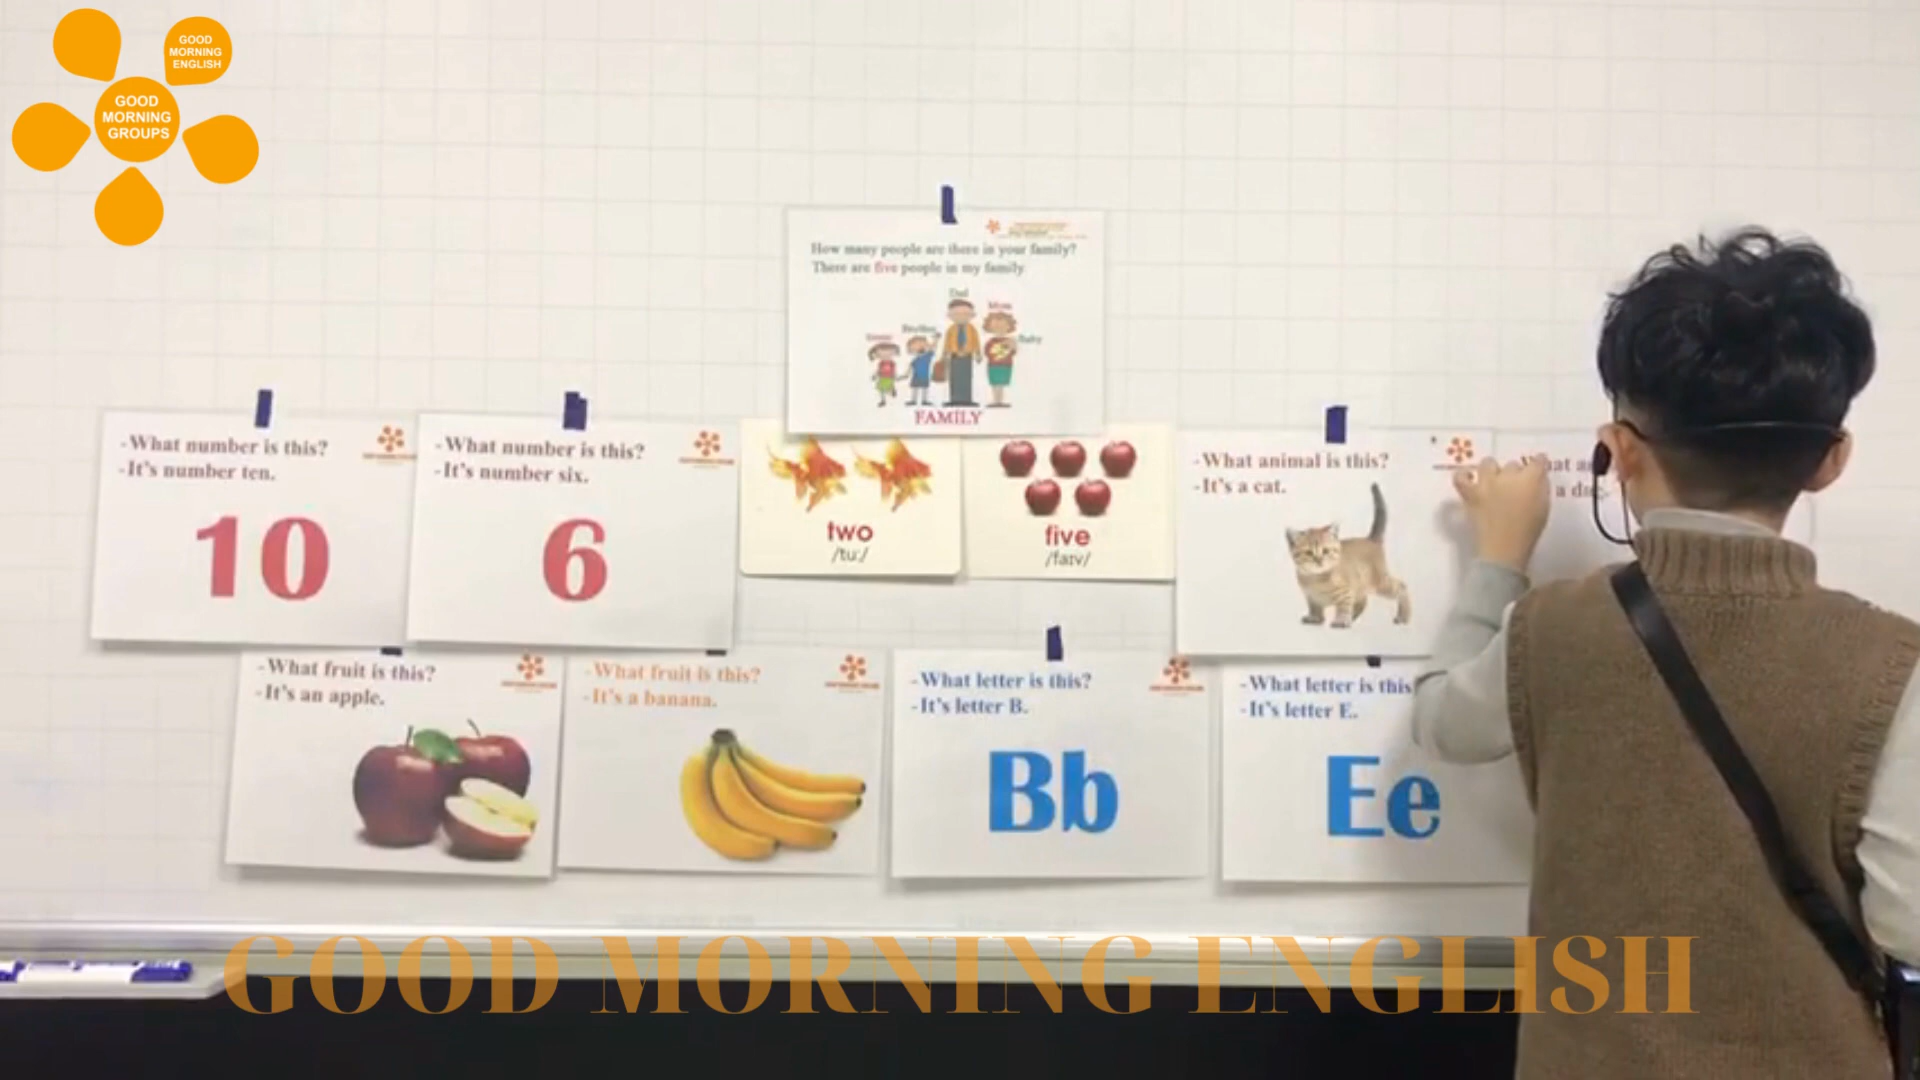 GOOD
MORNING
ENGLISH
GOOD
MORNING
GROUPS
How many people are there in your family?
There are five people in my family
Dad
Mom
Brother
Baby
FAMILY
-What number is this?
-It's number ten.
10
-What number is this?
-It's number six.
6
two
/tu:/
five
/faɪv/
-What animal is this?
-It's a cat.
-What fruit is this?
-It's an apple.
-What fruit is this?
-It's a banana.
-What letter is this?
-It's letter B.
Bb
-What letter is this
-It's letter E.
Ee
GOOD MORNING ENGLISH